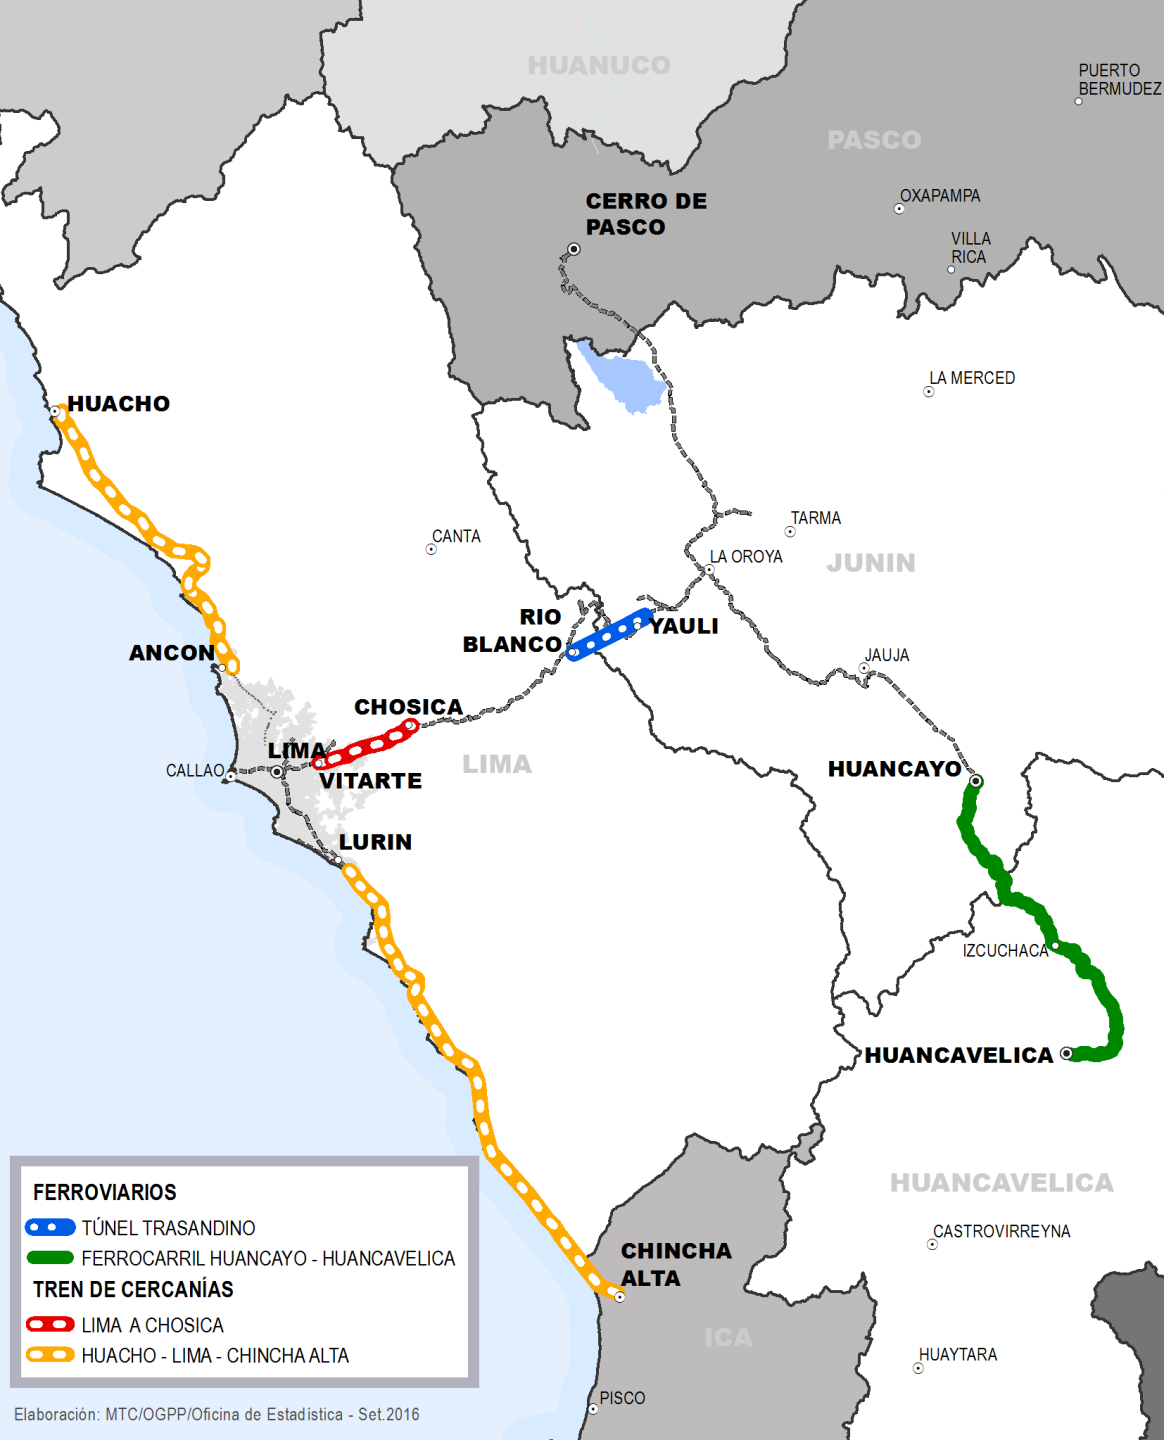 HUANUCO
PUERTO
BERMUDEZ
PASCO
CERRO DE
PASCO
OXAPAMPA
VILLA
RICA
LA MERCED
HUACHO
CANTA
TARMA
LA OROYA
JUNIN
RIO
BLANCO
YAULI
ANCON
JAUJA
CHOSICA
LIMA
LIMA
CALLAO
VITARTE
HUANCAYO
LURIN
IZCUCHACA
HUANCAVELICA
HUANCAVELICA
CASTROVIRREYNA
CHINCHA
ALTA
ICA
HUAYTARA
PISCO
FERROVIARIOS
TÚNEL TRASANDINO
FERROCARRIL HUANCAYO - HUANCAVELICA
TREN DE CERCANÍAS
LIMA A CHOSICA
HUACHO - LIMA - CHINCHA ALTA
Elaboración: MTC/OGPP/Oficina de Estadística - Set.2016